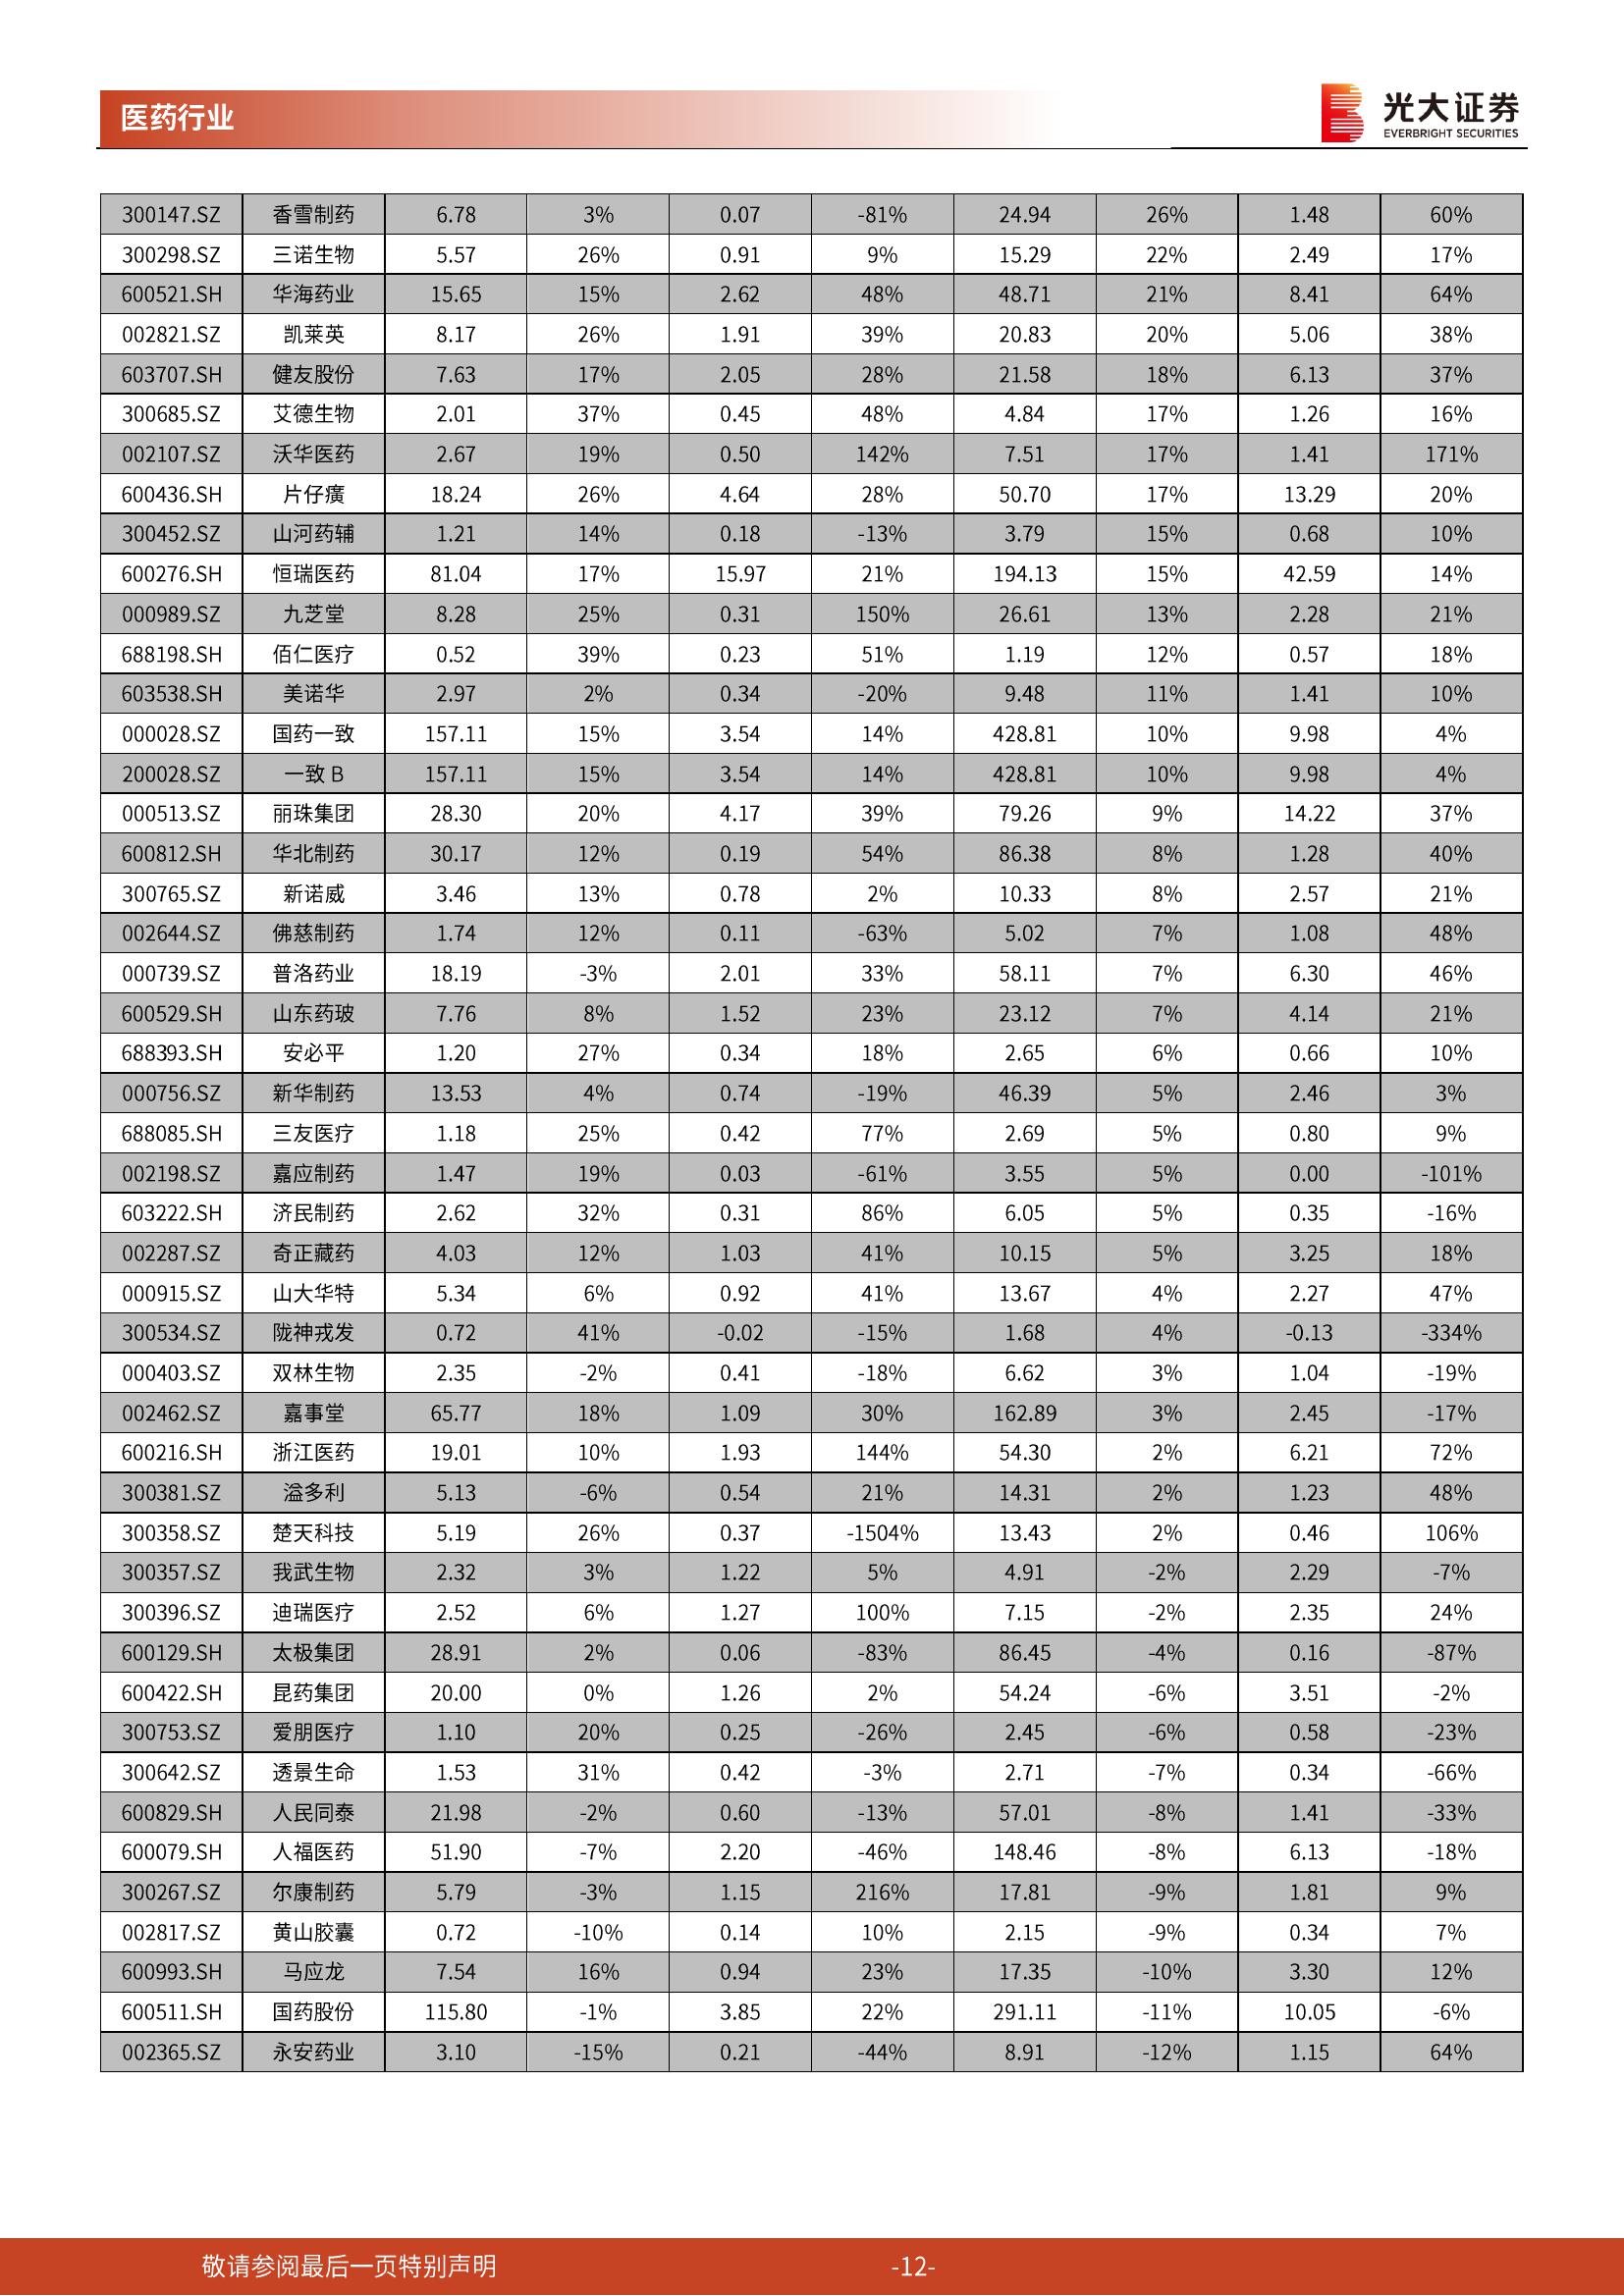 医药行业
光大证券
EVERBRIGHT SECURITIES
300147.SZ 香雪制药 6.78 3% 0.07 -81% 24.94 26% 1.48 60%
300298.SZ 三诺生物 5.57 26% 0.91 9% 15.29 22% 2.49 17%
600521.SH 华海药业 15.65 15% 2.62 48% 48.71 21% 8.41 64%
002821.SZ 凯莱英 8.17 26% 1.91 39% 20.83 20% 5.06 38%
603707.SH 健友股份 7.63 17% 2.05 28% 21.58 18% 6.13 37%
300685.SZ 艾德生物 2.01 37% 0.45 48% 4.84 17% 1.26 16%
002107.SZ 沃华医药 2.67 19% 0.50 142% 7.51 17% 1.41 171%
600436.SH 片仔癀 18.24 26% 4.64 28% 50.70 17% 13.29 20%
300452.SZ 山河药辅 1.21 14% 0.18 -13% 3.79 15% 0.68 10%
600276.SH 恒瑞医药 81.04 17% 15.97 21% 194.13 15% 42.59 14%
000989.SZ 九芝堂 8.28 25% 0.31 150% 26.61 13% 2.28 21%
688198.SH 佰仁医疗 0.52 39% 0.23 51% 1.19 12% 0.57 18%
603538.SH 美诺华 2.97 2% 0.34 -20% 9.48 11% 1.41 10%
000028.SZ 国药一致 157.11 15% 3.54 14% 428.81 10% 9.98 4%
200028.SZ 一致 B 157.11 15% 3.54 14% 428.81 10% 9.98 4%
000513.SZ 丽珠集团 28.30 20% 4.17 39% 79.26 9% 14.22 37%
600812.SH 华北制药 30.17 12% 0.19 54% 86.38 8% 1.28 40%
300765.SZ 新诺威 3.46 13% 0.78 2% 10.33 8% 2.57 21%
002644.SZ 佛慈制药 1.74 12% 0.11 -63% 5.02 7% 1.08 48%
000739.SZ 普洛药业 18.19 -3% 2.01 33% 58.11 7% 6.30 46%
600529.SH 山东药玻 7.76 8% 1.52 23% 23.12 7% 4.14 21%
688393.SH 安必平 1.20 27% 0.34 18% 2.65 6% 0.66 10%
000756.SZ 新华制药 13.53 4% 0.74 -19% 46.39 5% 2.46 3%
688085.SH 三友医疗 1.18 25% 0.42 77% 2.69 5% 0.80 9%
002198.SZ 嘉应制药 1.47 19% 0.03 -61% 3.55 5% 0.00 -101%
603222.SH 济民制药 2.62 32% 0.31 86% 6.05 5% 0.35 -16%
002287.SZ 奇正藏药 4.03 12% 1.03 41% 10.15 5% 3.25 18%
000915.SZ 山大华特 5.34 6% 0.92 41% 13.67 4% 2.27 47%
300534.SZ 陇神戎发 0.72 41% -0.02 -15% 1.68 4% -0.13 -334%
000403.SZ 双林生物 2.35 -2% 0.41 -18% 6.62 3% 1.04 -19%
002462.SZ 嘉事堂 65.77 18% 1.09 30% 162.89 3% 2.45 -17%
600216.SH 浙江医药 19.01 10% 1.93 144% 54.30 2% 6.21 72%
300381.SZ 溢多利 5.13 -6% 0.54 21% 14.31 2% 1.23 48%
300358.SZ 楚天科技 5.19 26% 0.37 -1504% 13.43 2% 0.46 106%
300357.SZ 我武生物 2.32 3% 1.22 5% 4.91 -2% 2.29 -7%
300396.SZ 迪瑞医疗 2.52 6% 1.27 100% 7.15 -2% 2.35 24%
600129.SH 太极集团 28.91 2% 0.06 -83% 86.45 -4% 0.16 -87%
600422.SH 昆药集团 20.00 0% 1.26 2% 54.24 -6% 3.51 -2%
300753.SZ 爱朋医疗 1.10 20% 0.25 -26% 2.45 -6% 0.58 -23%
300642.SZ 透景生命 1.53 31% 0.42 -3% 2.71 -7% 0.34 -66%
600829.SH 人民同泰 21.98 -2% 0.60 -13% 57.01 -8% 1.41 -33%
600079.SH 人福医药 51.90 -7% 2.20 -46% 148.46 -8% 6.13 -18%
300267.SZ 尔康制药 5.79 -3% 1.15 216% 17.81 -9% 1.81 9%
002817.SZ 黄山胶囊 0.72 -10% 0.14 10% 2.15 -9% 0.34 7%
600993.SH 马应龙 7.54 16% 0.94 23% 17.35 -10% 3.30 12%
600511.SH 国药股份 115.80 -1% 3.85 22% 291.11 -11% 10.05 -6%
002365.SZ 永安药业 3.10 -15% 0.21 -44% 8.91 -12% 1.15 64%
敬请参阅最后一页特别声明 -12-